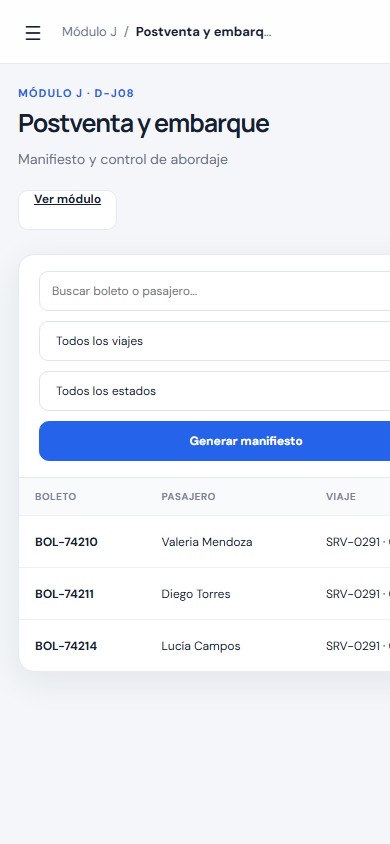 Módulo J / Postventa y embarq...
MÓDULO J · D-J08
Postventa y embarque
Manifiesto y control de abordaje
Ver módulo
Buscar boleto o pasajero...
Todos los viajes
Todos los estados
Generar manifiesto
BOLETO PASAJERO VIAJE
BOL-74210 Valeria Mendoza SRV-0291 ·
BOL-74211 Diego Torres SRV-0291 ·
BOL-74214 Lucía Campos SRV-0291 ·